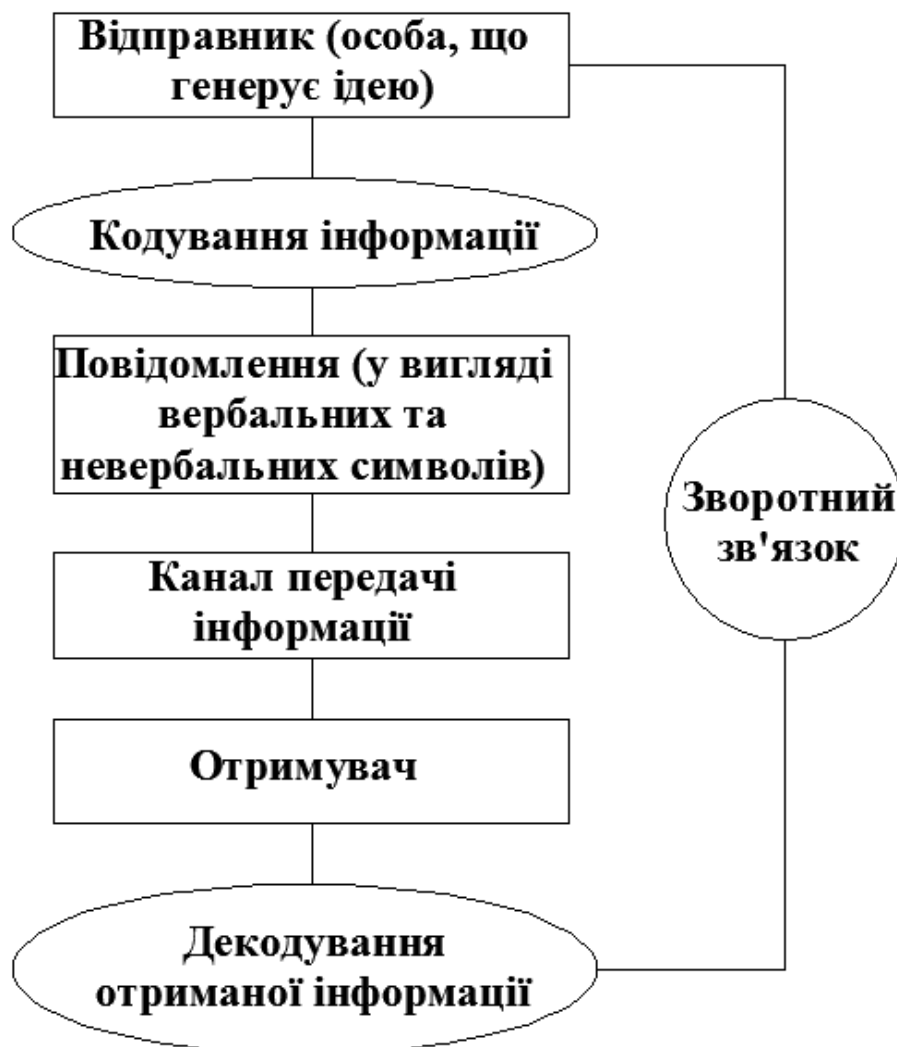 Відправник (особа, що
генерує ідею)
Кодування інформації
Повідомлення (у вигляді
вербальних та
невербальних символів)
Канал передачі
інформації
Отримувач
Декодування
отриманої інформації
Зворотний
зв'язок